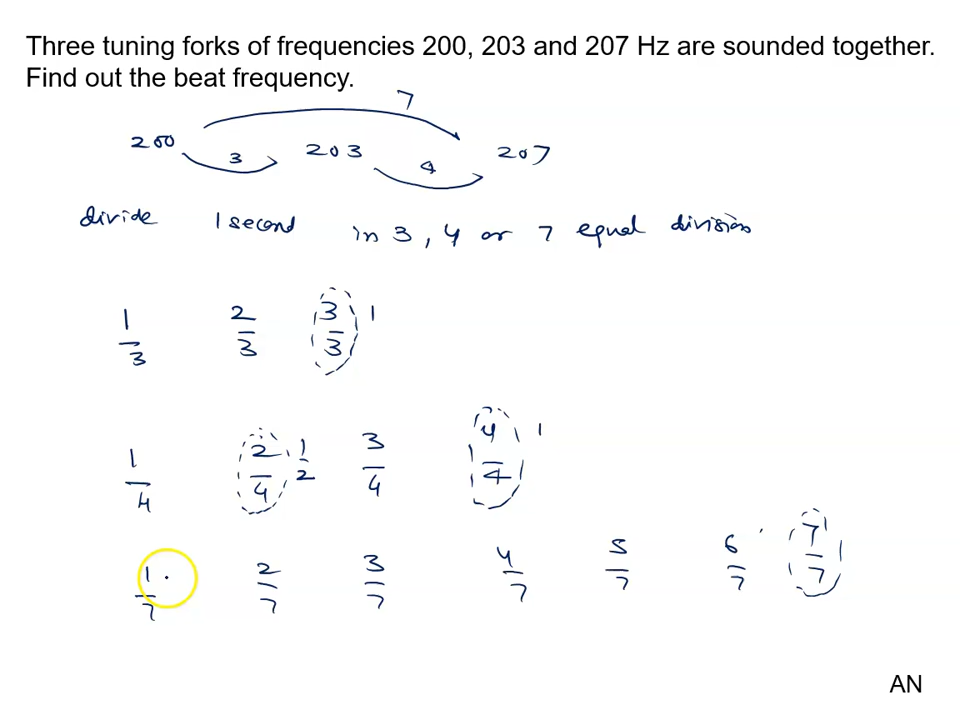 Three tuning forks of frequencies 200, 203 and 207 Hz are sounded together.
Find out the beat frequency.
7
200 3 203 4 207
divide 1 second in 3, 4 or 7 equal division
1/3 2/3 3/3 1
1/4 2/4 1/2 3/4 4/4 1
1/7 2/7 3/7 4/7 5/7 6/7 7/7
AN